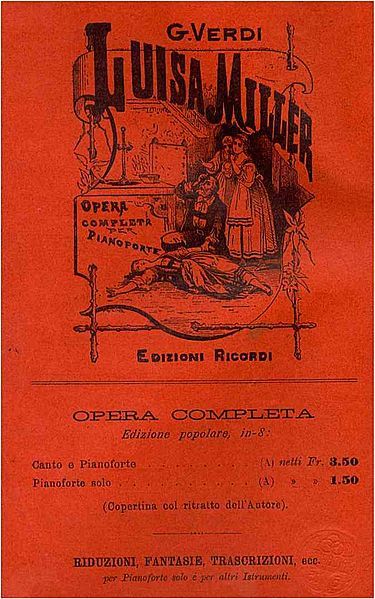 G. VERDI
LUISA MILLER
OPERA
COMPLETA
PER
PIANOFORTE
EDIZIONI RICORDI
OPERA COMPLETA
Edizione popolare, in-8:
Canto e Pianoforte . . . . . . . . . . (A) netti Fr. 3.50
Pianoforte solo . . . . . . . . . . . (A) » » 1.50
(Copertina col ritratto dell'Autore).
RIDUZIONI, FANTASIE, TRASCRIZIONI, ecc.
per Pianoforte solo e per altri Istrumenti.